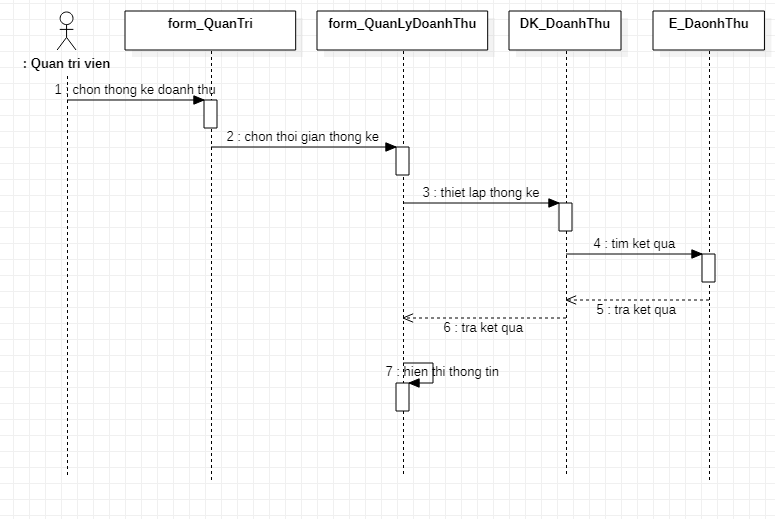 form_QuanTri
form_QuanLyDoanhThu
DK_DoanhThu
E_DaonhThu
: Quan tri vien
1 : chon thong ke doanh thu
2 : chon thoi gian thong ke
3 : thiet lap thong ke
4 : tim ket qua
5 : tra ket qua
6 : tra ket qua
7 : hien thi thong tin